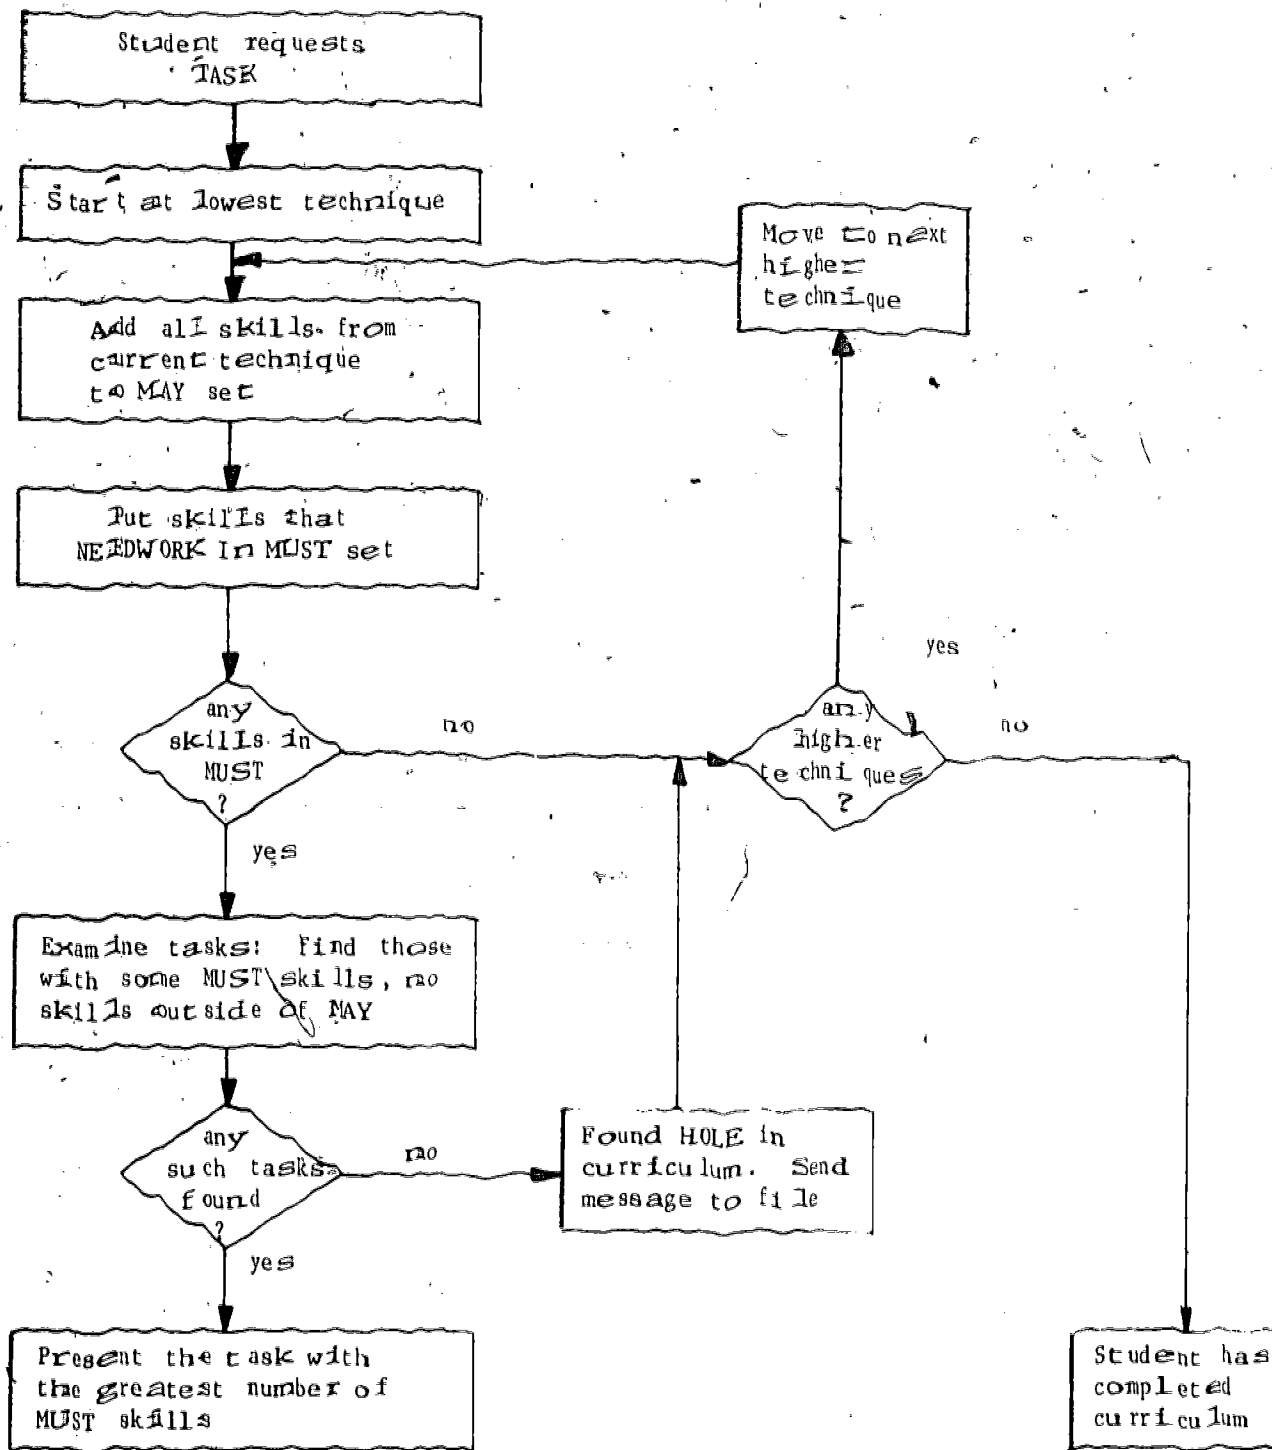 Student requests
TASK
Start at lowest technique
Move to next
higher
technique
Add all skills from
current technique
to MAY set
Put skills that
NEEDWORK In MUST set
yes
any
skills in
MUST
?
no
any
higher
techniques
?
no
yes
Examine tasks: Find those
with some MUST skills, no
skills outside of MAY
any
such tasks
found
?
no
Found HOLE in
curriculum. Send
message to file
yes
Present the task with
the greatest number of
MUST skills
Student has
completed
curriculum